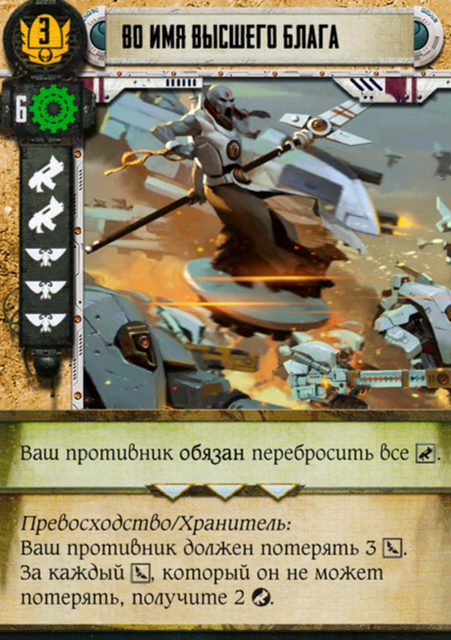 3
ВО ИМЯ ВЫСШЕГО БЛАГА
6
Ваш противник обязан перебросить все .
Превосходство/Хранитель:
Ваш противник должен потерять 3 .
За каждый , который он не может
потерять, получите 2 .